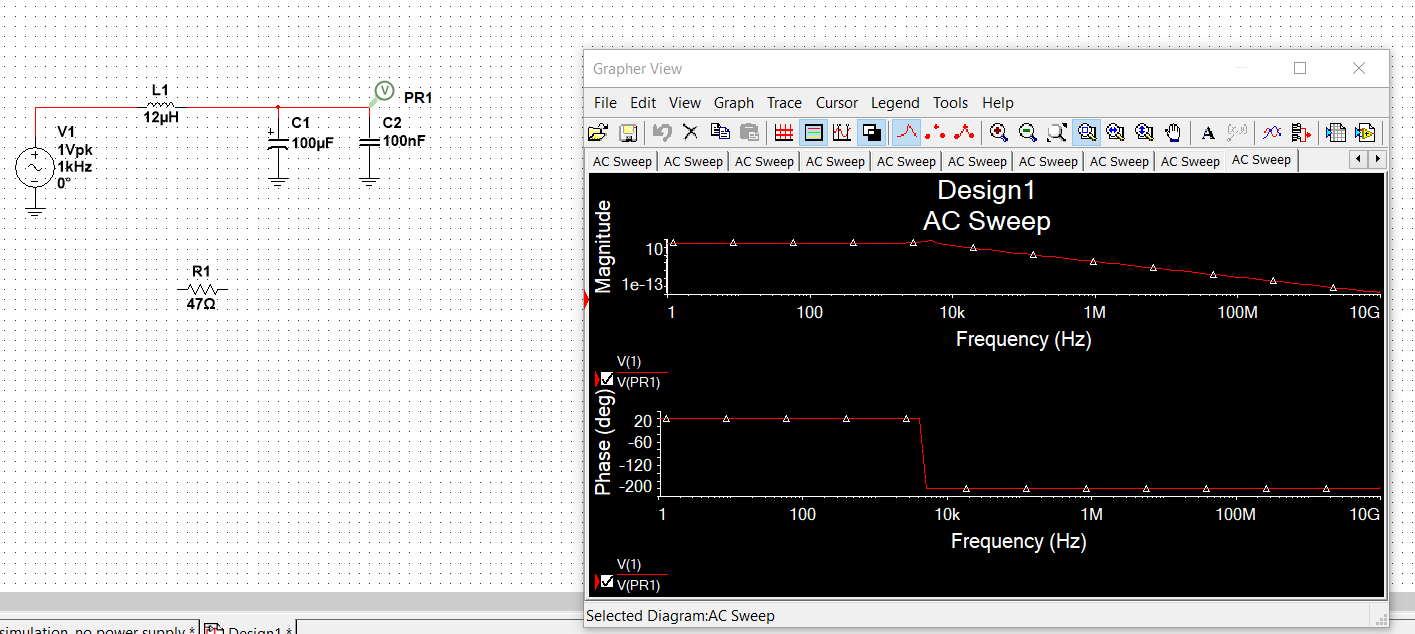 L1
12µH
V1
1Vpk
1kHz
0°
C1
100µF
C2
100nF
V
PR1
R1
47Ω
Grapher View
File Edit View Graph Trace Cursor Legend Tools Help
A
AC Sweep AC Sweep AC Sweep AC Sweep AC Sweep AC Sweep AC Sweep AC Sweep AC Sweep AC Sweep
Design1
AC Sweep
Magnitude
10
1e-13
1 100 10k 1M 100M 10G
Frequency (Hz)
V(1)
V(PR1)
Phase (deg)
20
-60
-120
-200
1 100 10k 1M 100M 10G
Frequency (Hz)
V(1)
V(PR1)
Selected Diagram:AC Sweep
simulation no power supply *
Design1 *